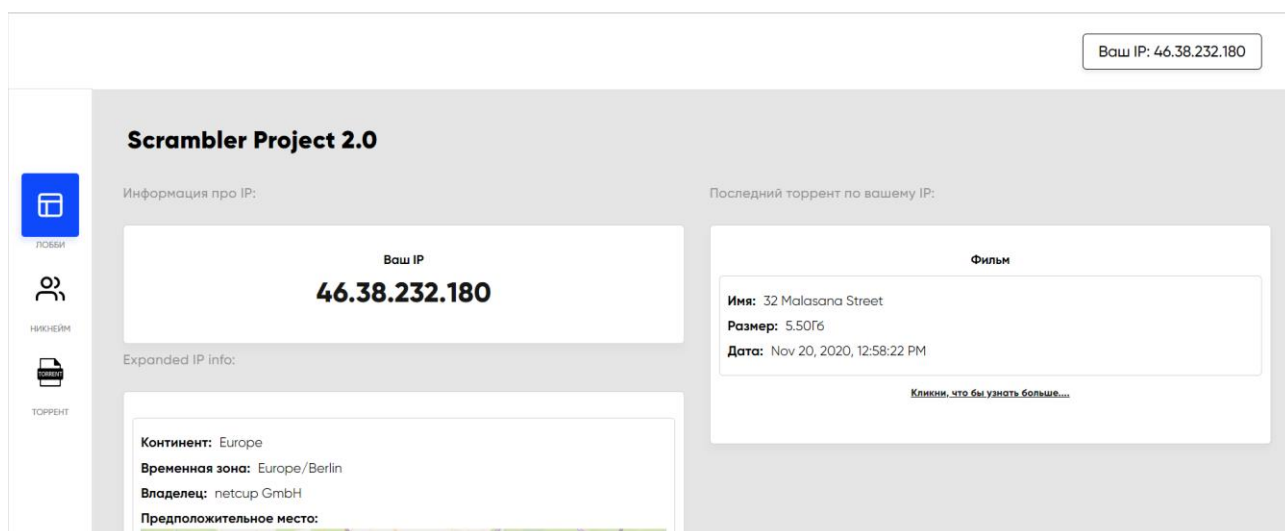 Ваш IP: 46.38.232.180
Scrambler Project 2.0
ЛОББИ
НИКНЕЙМ
TORRENT
ТОРРЕНТ
Информация про IP:
Ваш IP
46.38.232.180
Expanded IP info:
Континент: Europe
Временная зона: Europe/Berlin
Владелец: netcup GmbH
Предположительное место:
Последний торрент по вашему IP:
Фильм
Имя: 32 Malasana Street
Размер: 5.50Гб
Дата: Nov 20, 2020, 12:58:22 PM
Кликни, что бы узнать больше....